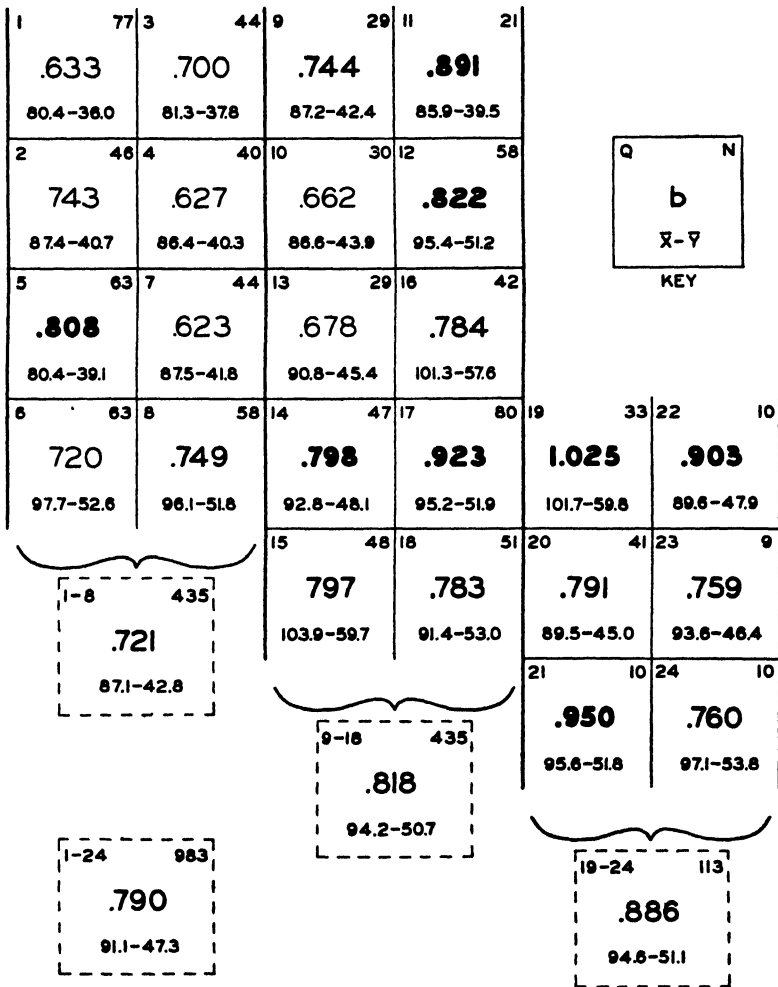 1 77 3 44 9 29 11 21
.633 .700 .744 .891
80.4-36.0 81.3-37.8 87.2-42.4 85.9-39.5
2 46 4 40 10 30 12 58
743 .627 .662 .822
87.4-40.7 86.4-40.3 86.6-43.9 95.4-51.2
Q N
b
X̄-Ȳ
KEY
5 63 7 44 13 29 16 42
.808 .623 .678 .784
80.4-39.1 87.5-41.8 90.8-45.4 101.3-57.6
6 63 8 58 14 47 17 80 19 33 22 10
720 .749 .798 .923 1.025 .903
97.7-52.6 96.1-51.8 92.8-48.1 95.2-51.9 101.7-59.8 89.6-47.9
15 48 18 51 20 41 23 9
797 .783 .791 .759
103.9-59.7 91.4-53.0 89.5-45.0 93.6-46.4
1-8 435
.721
87.1-42.8
21 10 24 10
.950 .760
95.6-51.8 97.1-53.8
9-18 435
.818
94.2-50.7
1-24 983
.790
91.1-47.3
19-24 113
.886
94.6-51.1